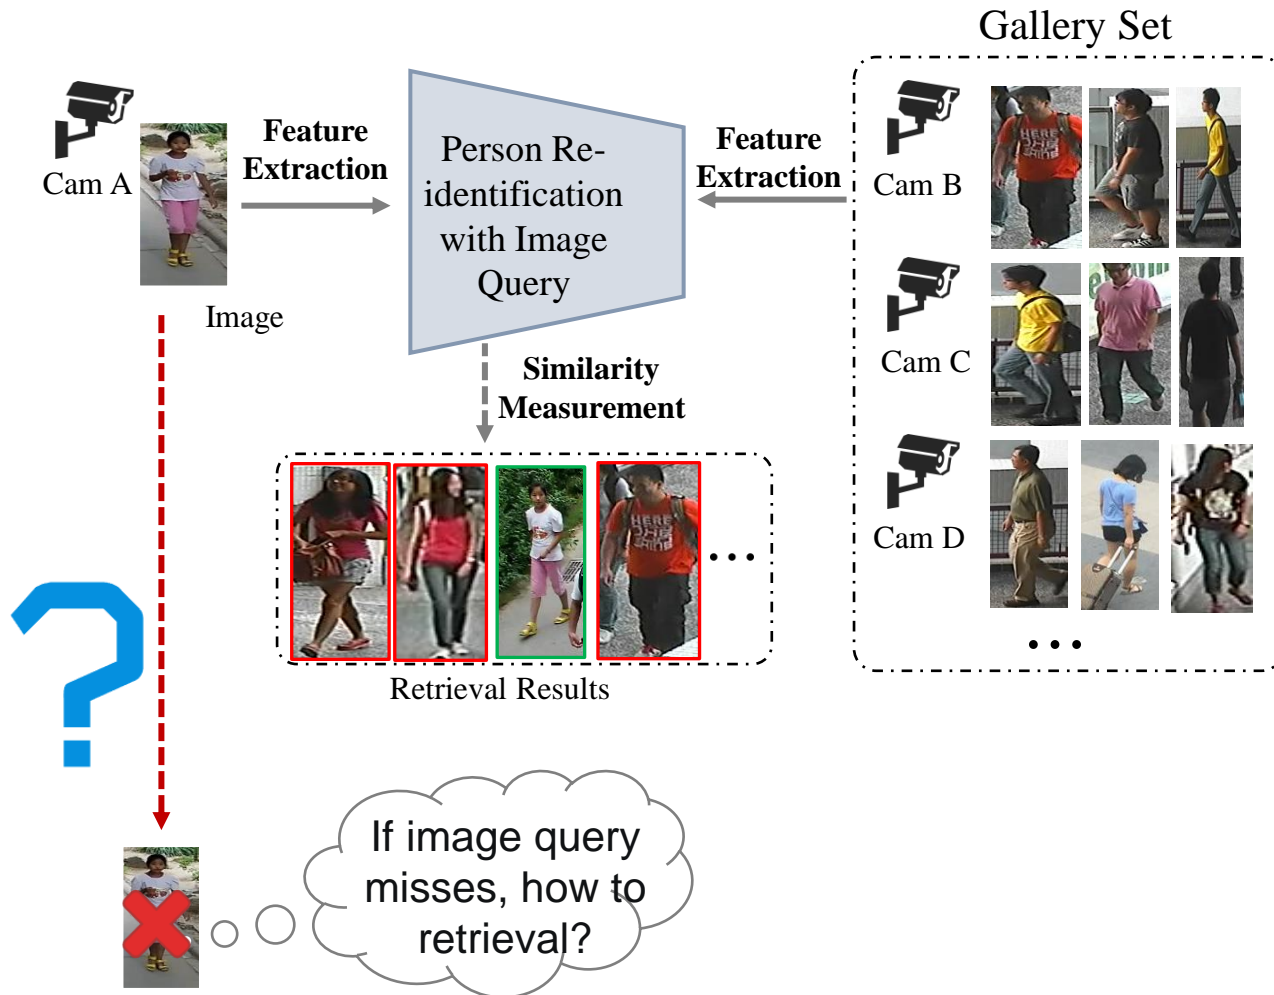 Gallery Set
Cam A
Feature
Extraction
Image
Person Re-
identification
with Image
Query
Feature
Extraction
Cam B
Cam C
Cam D
...
Similarity
Measurement
HERE
...
Retrieval Results
If image query
misses, how to
retrieval?